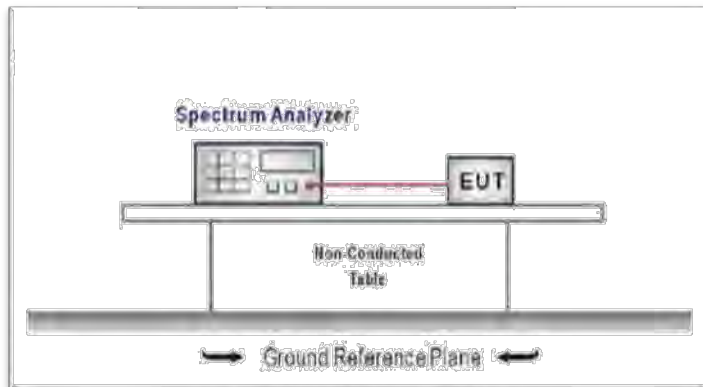 Spectrum Analyzer
EUT
Non-Conducted
Table
Ground Reference Plane